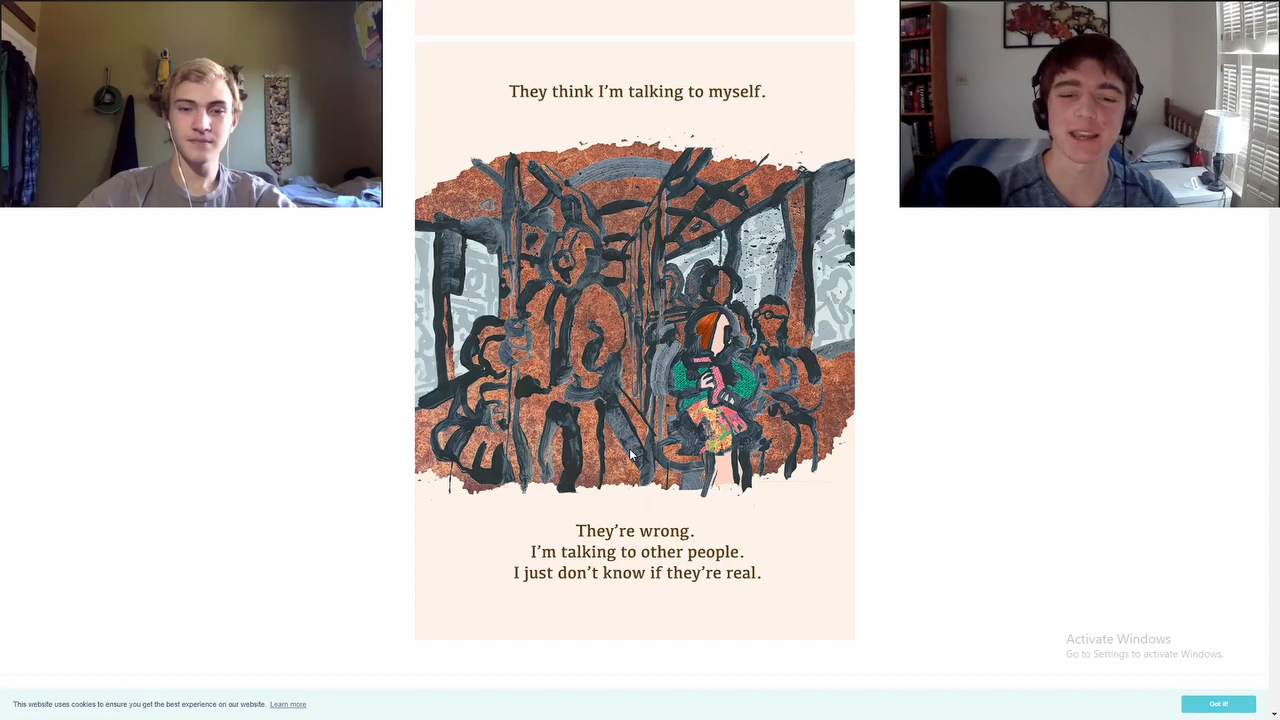 They think I'm talking to myself.
They're wrong.
I'm talking to other people.
I just don't know if they're real.
Activate Windows
Go to Settings to activate Windows.
This website uses cookies to ensure you get the best experience on our website. Learn more
Got it!